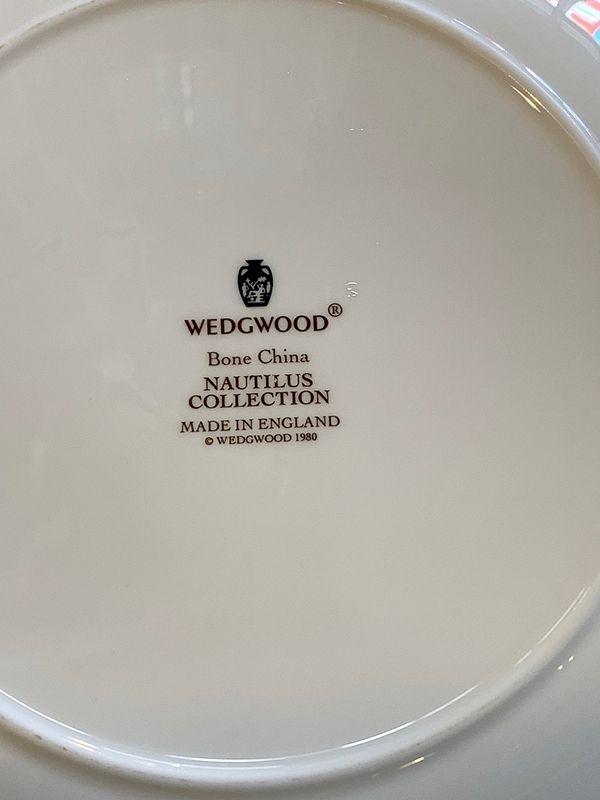 WEDGWOOD®
Bone China
NAUTILUS
COLLECTION
MADE IN ENGLAND
© WEDGWOOD 1980